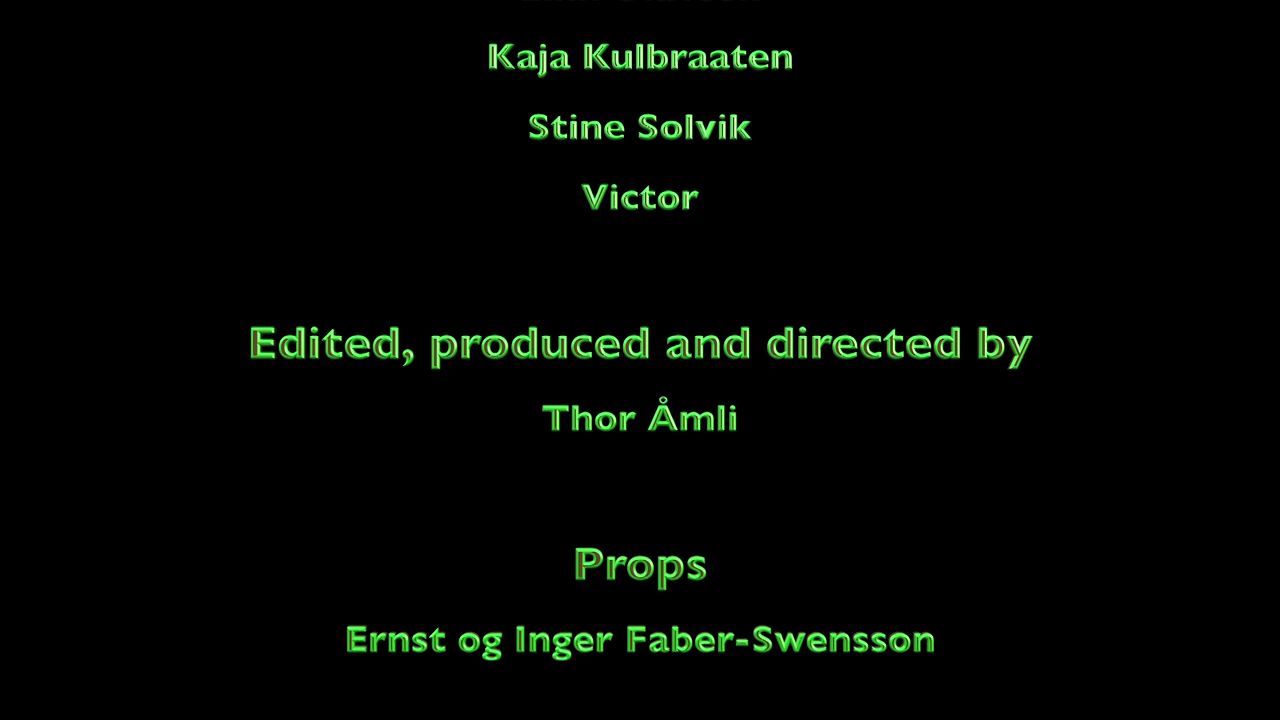 Kaja Kulbraaten
Stine Solvik
Victor
Edited, produced and directed by
Thor Åmli
Props
Ernst og Inger Faber-Swensson